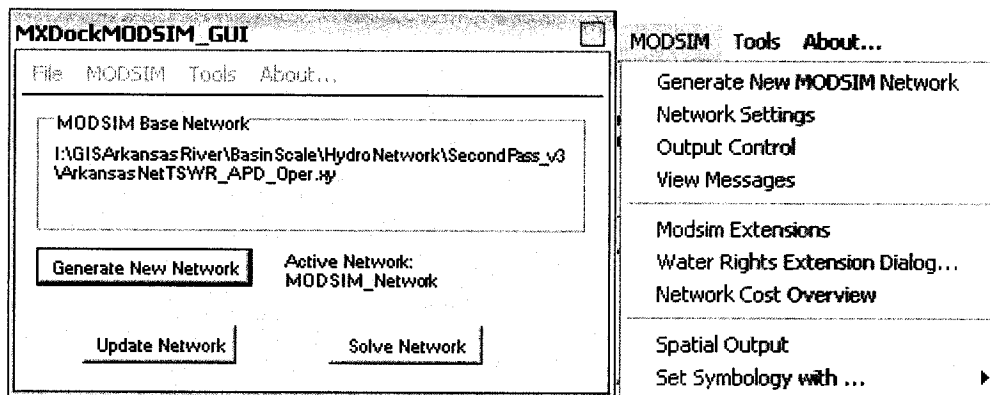 MXDockMODSIM_GUI
File MODSIM Tools About...
MODSIM Base Network
I:\GISArkansasRiver\BasinScale\HydroNetwork\SecondPass_v3
\ArkansasNetTSWR_APD_Oper.xy
Generate New Network
Active Network:
MODSIM_Network
Update Network
Solve Network
MODSIM Tools About...
Generate New MODSIM Network
Network Settings
Output Control
View Messages
Modsim Extensions
Water Rights Extension Dialog...
Network Cost Overview
Spatial Output
Set Symbology with ...